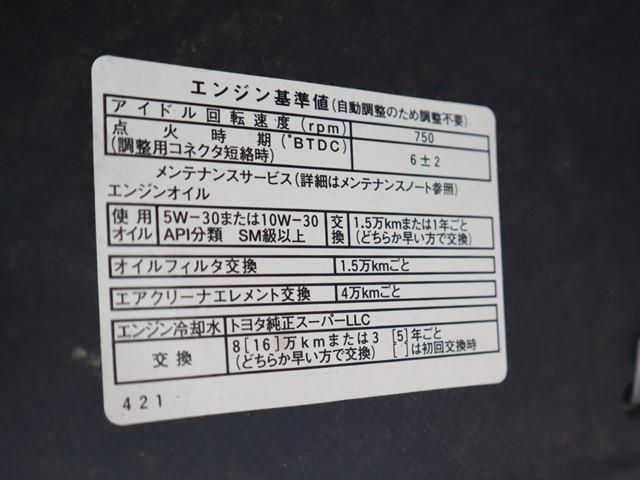 エンジン基準値(自動調整のため調整不要)
アイドル回転速度(rpm) 750
点火時期(°BTDC) 6±2
(調整用コネクタ短絡時)
メンテナンスサービス(詳細はメンテナンスノート参照)
エンジンオイル
使用オイル 5W-30または10W-30 交換 1.5万kmまたは1年ごと
API分類 SM級以上 (どちらか早い方で交換)
オイルフィルタ交換 1.5万kmごと
エアクリーナエレメント交換 4万kmごと
エンジン冷却水 トヨタ純正スーパーLLC
交換 8[16]万kmまたは3[5]年ごと
(どちらか早い方で交換) [ ]は初回交換時
421